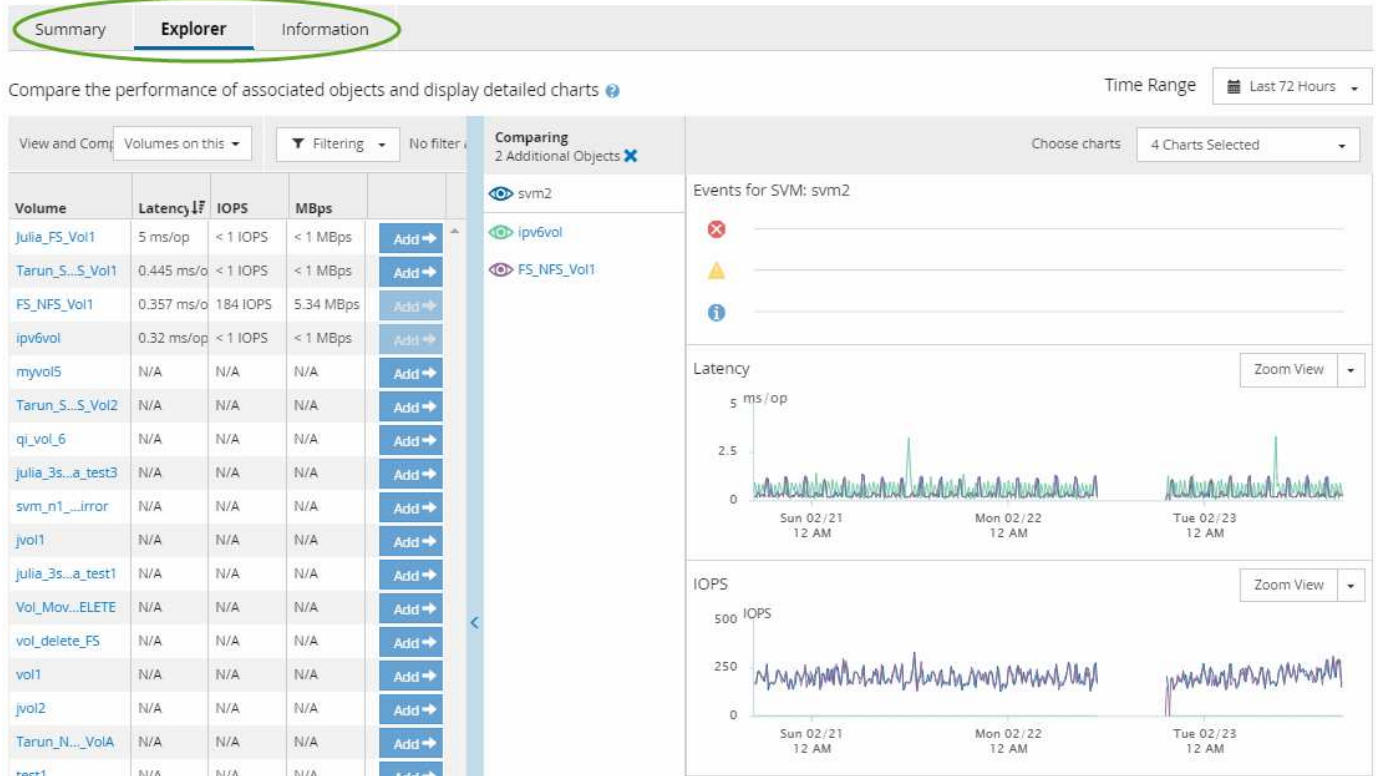 Summary Explorer Information
Compare the performance of associated objects and display detailed charts ?
Time Range Last 72 Hours
View and Comp Volumes on this Filtering No filter
Volume Latency IOPS MBps
Julia_FS_Vol1 5 ms/op < 1 IOPS < 1 MBps Add
Tarun_S...S_Vol1 0.445 ms/o < 1 IOPS < 1 MBps Add
FS_NFS_Vol1 0.357 ms/o 184 IOPS 5.34 MBps Add
ipv6vol 0.32 ms/op < 1 IOPS < 1 MBps Add
myvol5 N/A N/A N/A Add
Tarun_S...S_Vol2 N/A N/A N/A Add
qi_vol_6 N/A N/A N/A Add
julia_3s...a_test3 N/A N/A N/A Add
svm_n1_...irror N/A N/A N/A Add
jvol1 N/A N/A N/A Add
julia_3s...a_test1 N/A N/A N/A Add
Vol_Mov...ELETE N/A N/A N/A Add
vol_delete_FS N/A N/A N/A Add
vol1 N/A N/A N/A Add
jvol2 N/A N/A N/A Add
Tarun_N..._VolA N/A N/A N/A Add
test1 N/A N/A N/A Add
Comparing
2 Additional Objects
svm2
ipv6vol
FS_NFS_Vol1
Choose charts 4 Charts Selected
Events for SVM: svm2
Latency Zoom View
5 ms/op
2.5
0
Sun 02/21 Mon 02/22 Tue 02/23
12 AM 12 AM 12 AM
IOPS Zoom View
500 IOPS
250
0
Sun 02/21 Mon 02/22 Tue 02/23
12 AM 12 AM 12 AM